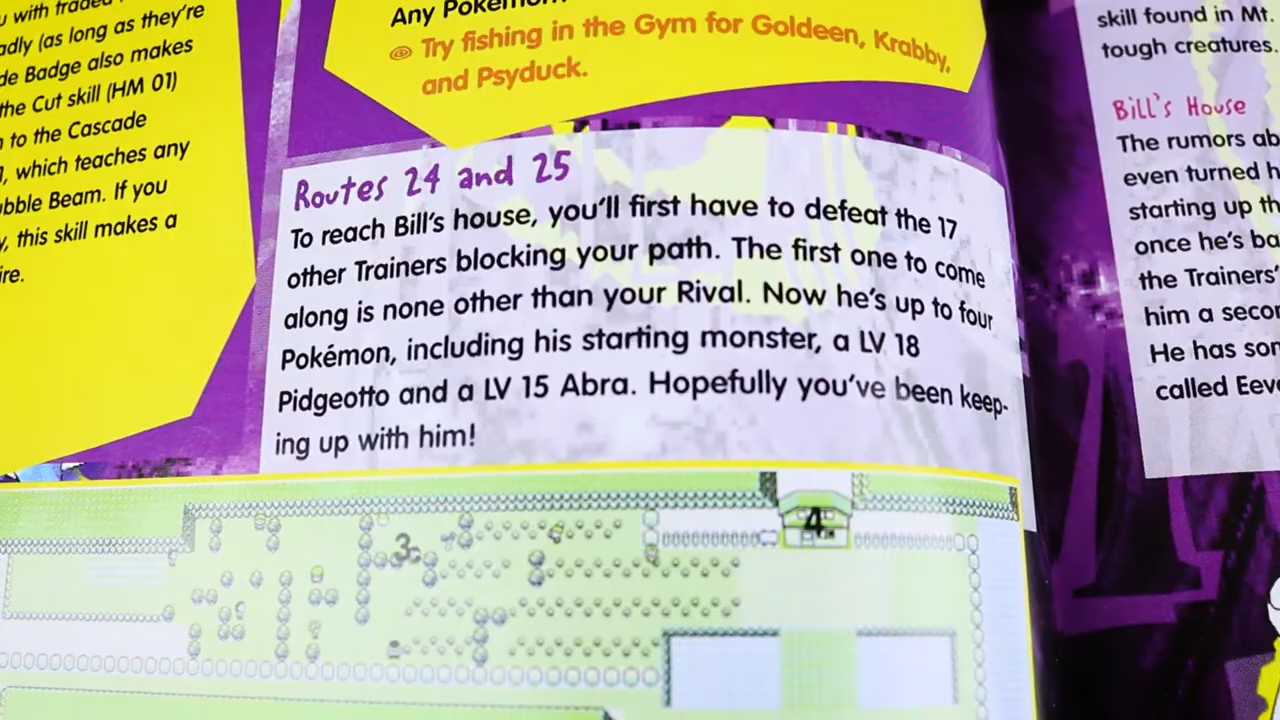 u with traded
adly (as long as they're
de Badge also makes
the Cut skill (HM 01)
n to the Cascade
, which teaches any
bble Beam. If you
y, this skill makes a
ire.
Any Pokémon
Try fishing in the Gym for Goldeen, Krabby,
and Psyduck.
Routes 24 and 25
To reach Bill's house, you'll first have to defeat the 17
other Trainers blocking your path. The first one to come
along is none other than your Rival. Now he's up to four
Pokémon, including his starting monster, a LV 18
Pidgeotto and a LV 15 Abra. Hopefully you've been keep-
ing up with him!
3
4
skill found in Mt.
tough creatures.
Bill's House
The rumors ab
even turned h
starting up th
once he's ba
the Trainers'
him a secor
He has son
called Eeve